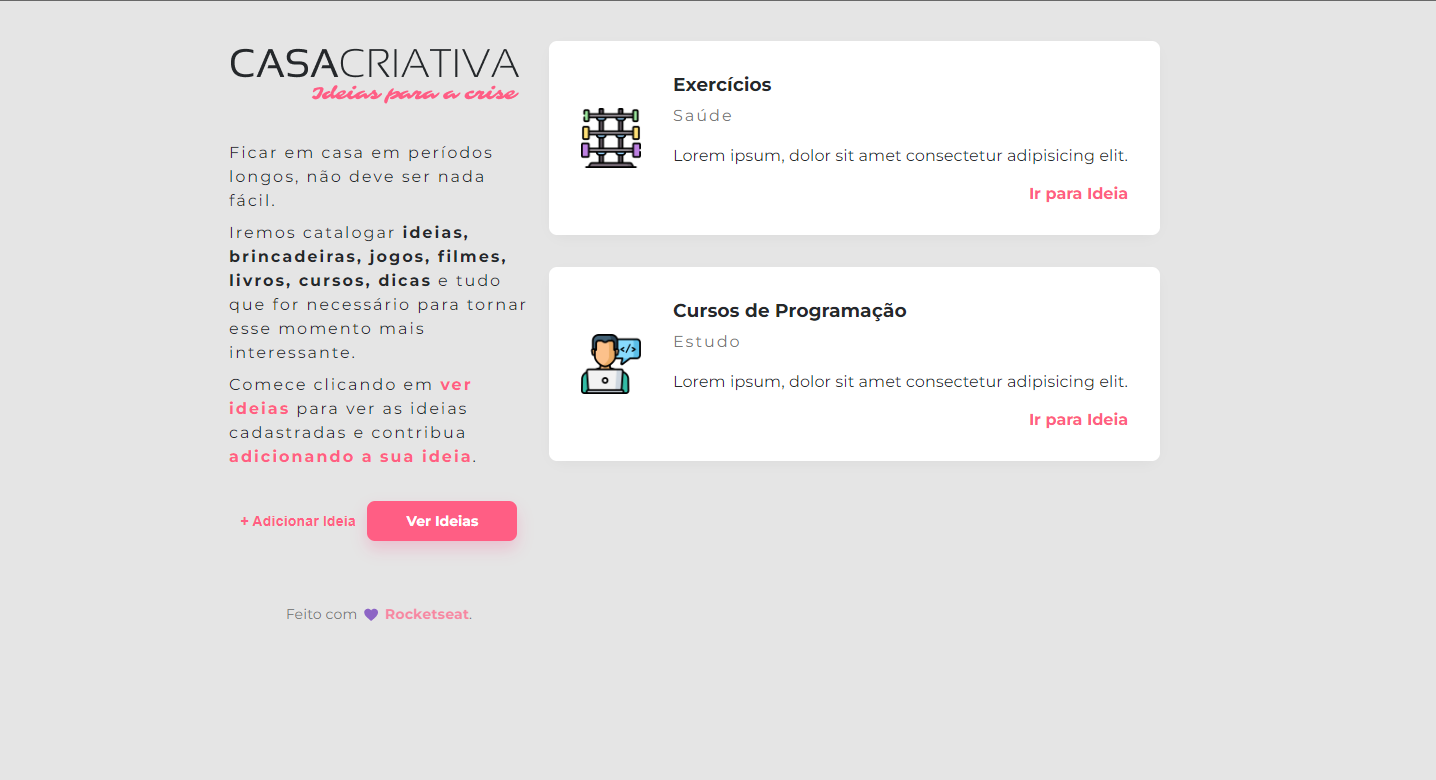 CASACRIATIVA
Ideias para a crise
Ficar em casa em períodos
longos, não deve ser nada
fácil.
Iremos catalogar ideias,
brincadeiras, jogos, filmes,
livros, cursos, dicas e tudo
que for necessário para tornar
esse momento mais
interessante.
Comece clicando em ver
ideias para ver as ideias
cadastradas e contribua
adicionando a sua ideia.
+ Adicionar Ideia
Ver Ideias
Feito com 💜 Rocketseat.
Exercícios
Saúde
Lorem ipsum, dolor sit amet consectetur adipisicing elit.
Ir para Ideia
Cursos de Programação
</>
Estudo
Lorem ipsum, dolor sit amet consectetur adipisicing elit.
Ir para Ideia